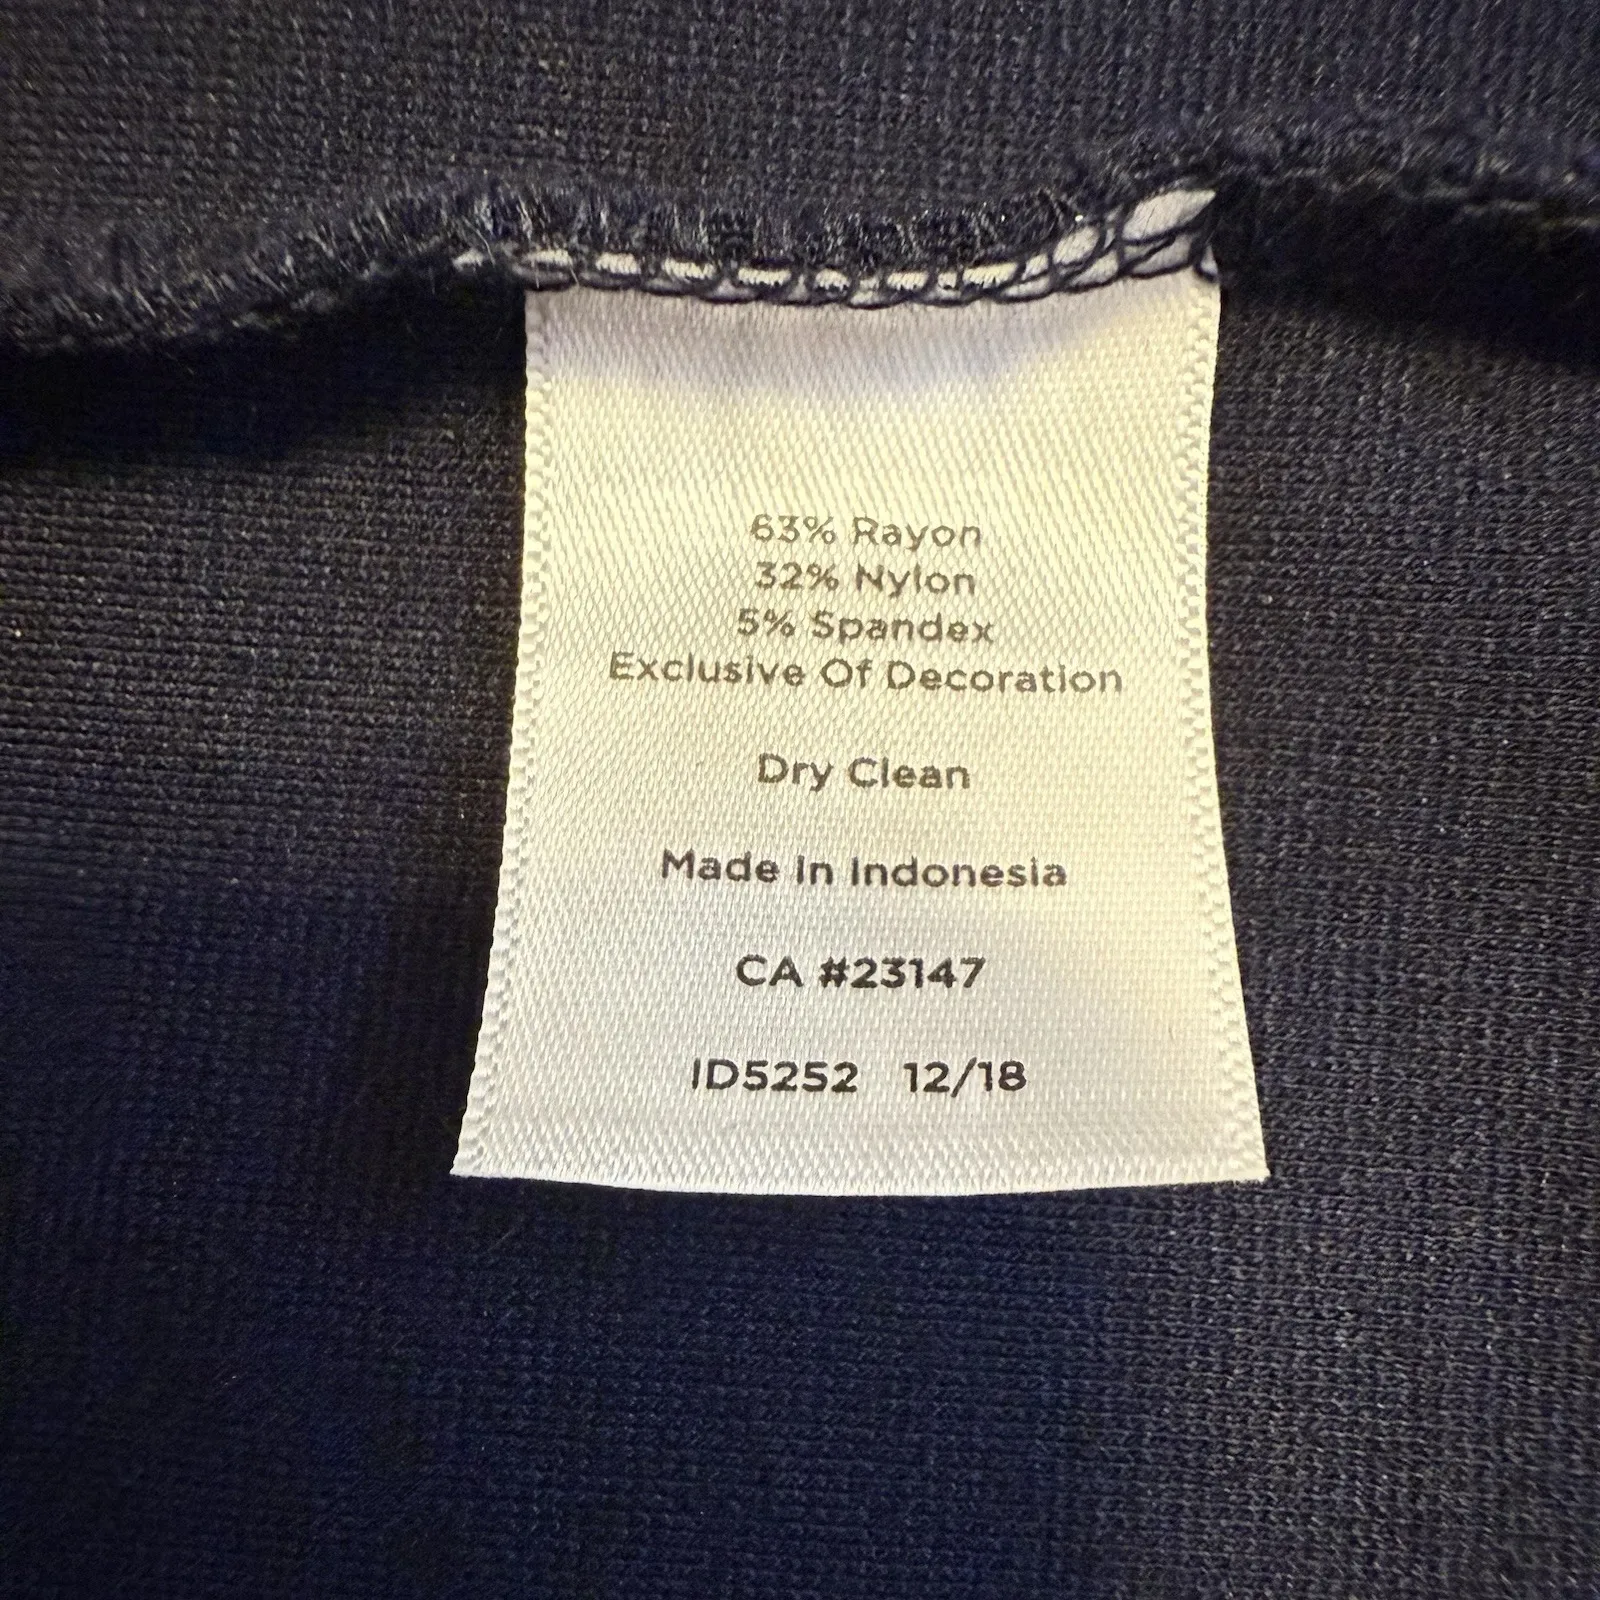 63% Rayon
32% Nylon
5% Spandex
Exclusive Of Decoration
Dry Clean
Made In Indonesia
CA #23147
ID5252 12/18